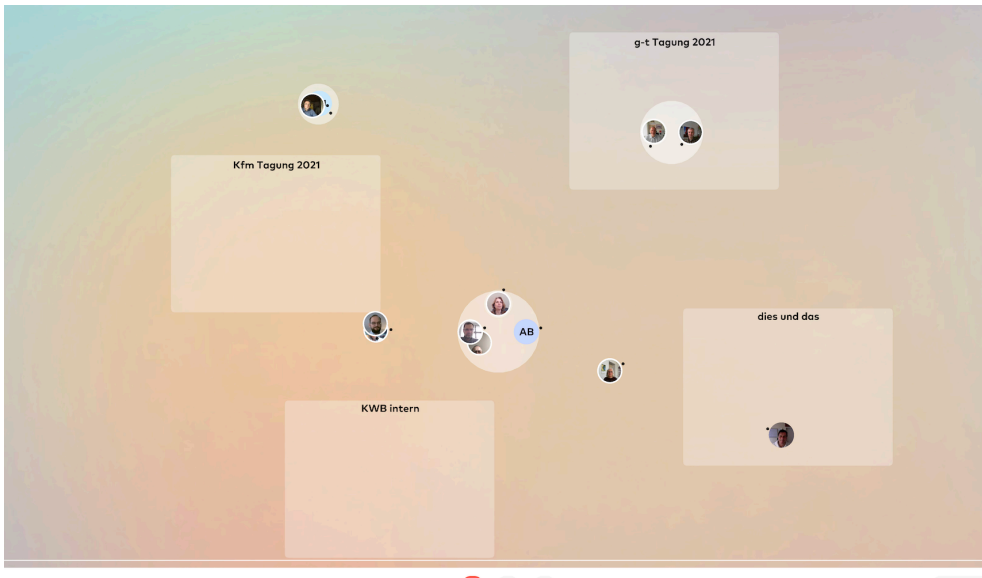 g-t Tagung 2021
Kfm Tagung 2021
dies und das
AB
KWB intern